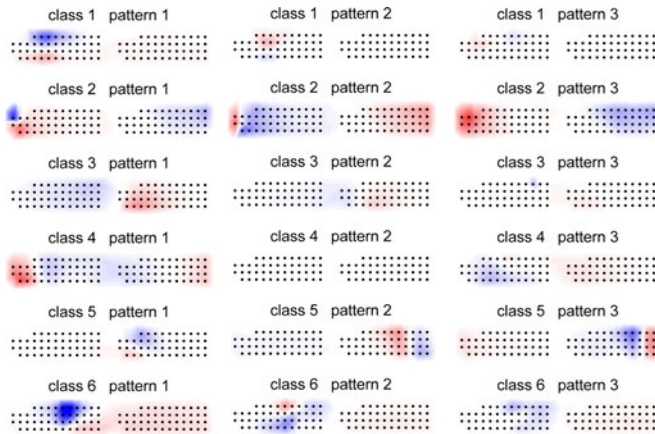 class 1 pattern 1
class 1 pattern 2
class 1 pattern 3
class 2 pattern 1
class 2 pattern 2
class 2 pattern 3
class 3 pattern 1
class 3 pattern 2
class 3 pattern 3
class 4 pattern 1
class 4 pattern 2
class 4 pattern 3
class 5 pattern 1
class 5 pattern 2
class 5 pattern 3
class 6 pattern 1
class 6 pattern 2
class 6 pattern 3